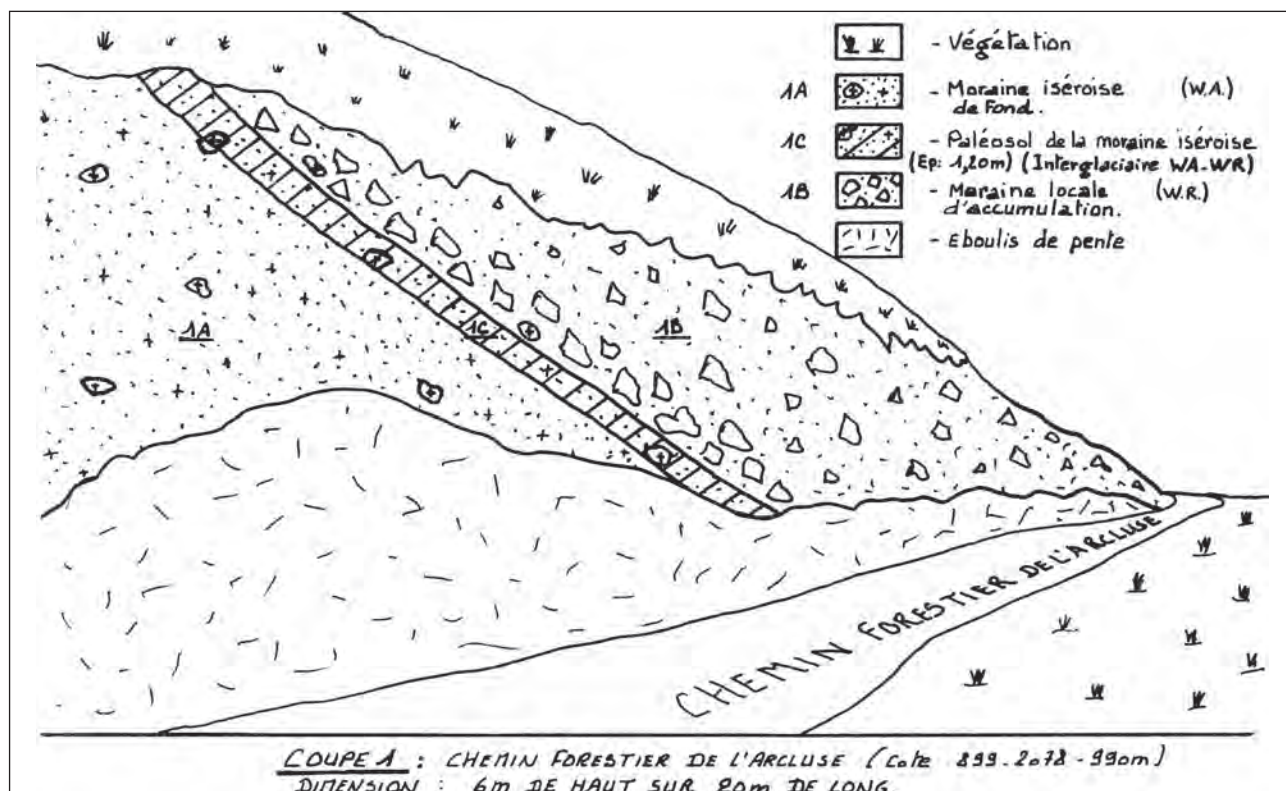 - Végétation
1A - Moraine iséroise (W.A.)
de Fond.
1C - Paléosol de la moraine iséroise
(Ep: 1,20m) (Interglaciaire WA-WR)
1B - Moraine locale (W.R.)
d'accumulation.
- Eboulis de pente
1A
1C
1B
CHEMIN FORESTIER DE L'ARCLUSE
COUPE 1 : CHEMIN FORESTIER DE L'ARCLUSE (Cote 899-2078-990m)
DIMENSION : 6m DE HAUT SUR 20m DE LONG